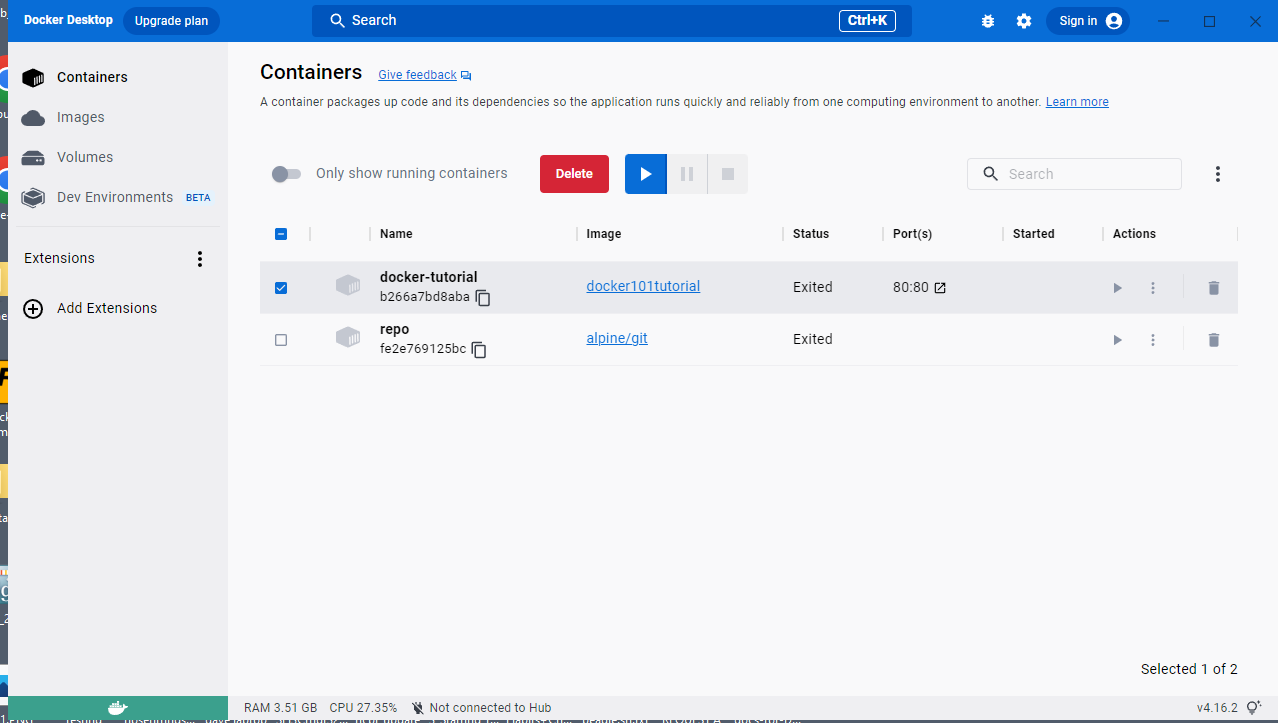 Docker Desktop Upgrade plan Search Ctrl+K Sign in
Containers
Images
Volumes
Dev Environments BETA
Extensions
Add Extensions
Containers Give feedback
A container packages up code and its dependencies so the application runs quickly and reliably from one computing environment to another. Learn more
Only show running containers Delete Search
Name Image Status Port(s) Started Actions
docker-tutorial
b266a7bd8aba docker101tutorial Exited 80:80
repo
fe2e769125bc alpine/git Exited
Selected 1 of 2
RAM 3.51 GB CPU 27.35% Not connected to Hub v4.16.2